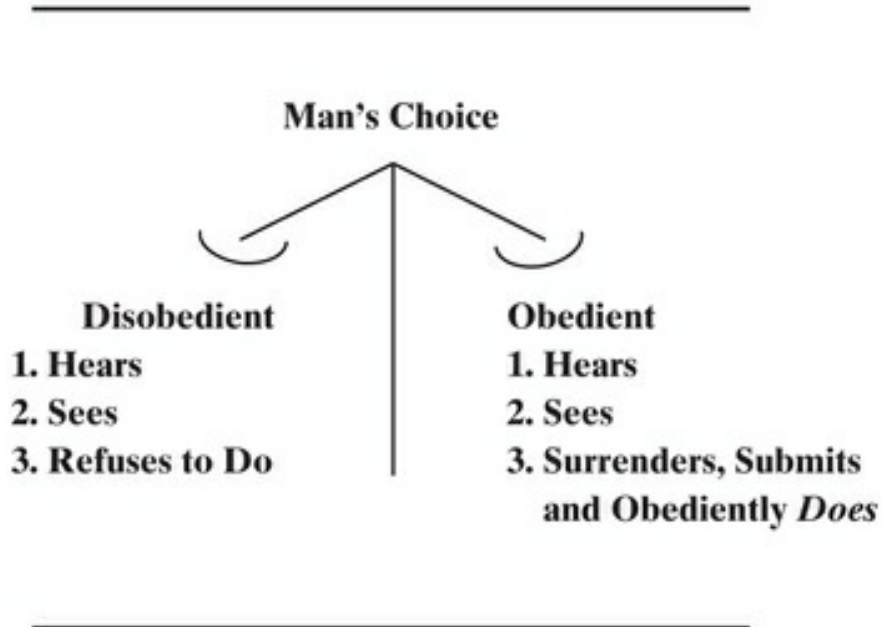 Man's Choice
Disobedient
1. Hears
2. Sees
3. Refuses to Do
Obedient
1. Hears
2. Sees
3. Surrenders, Submits
and Obediently Does